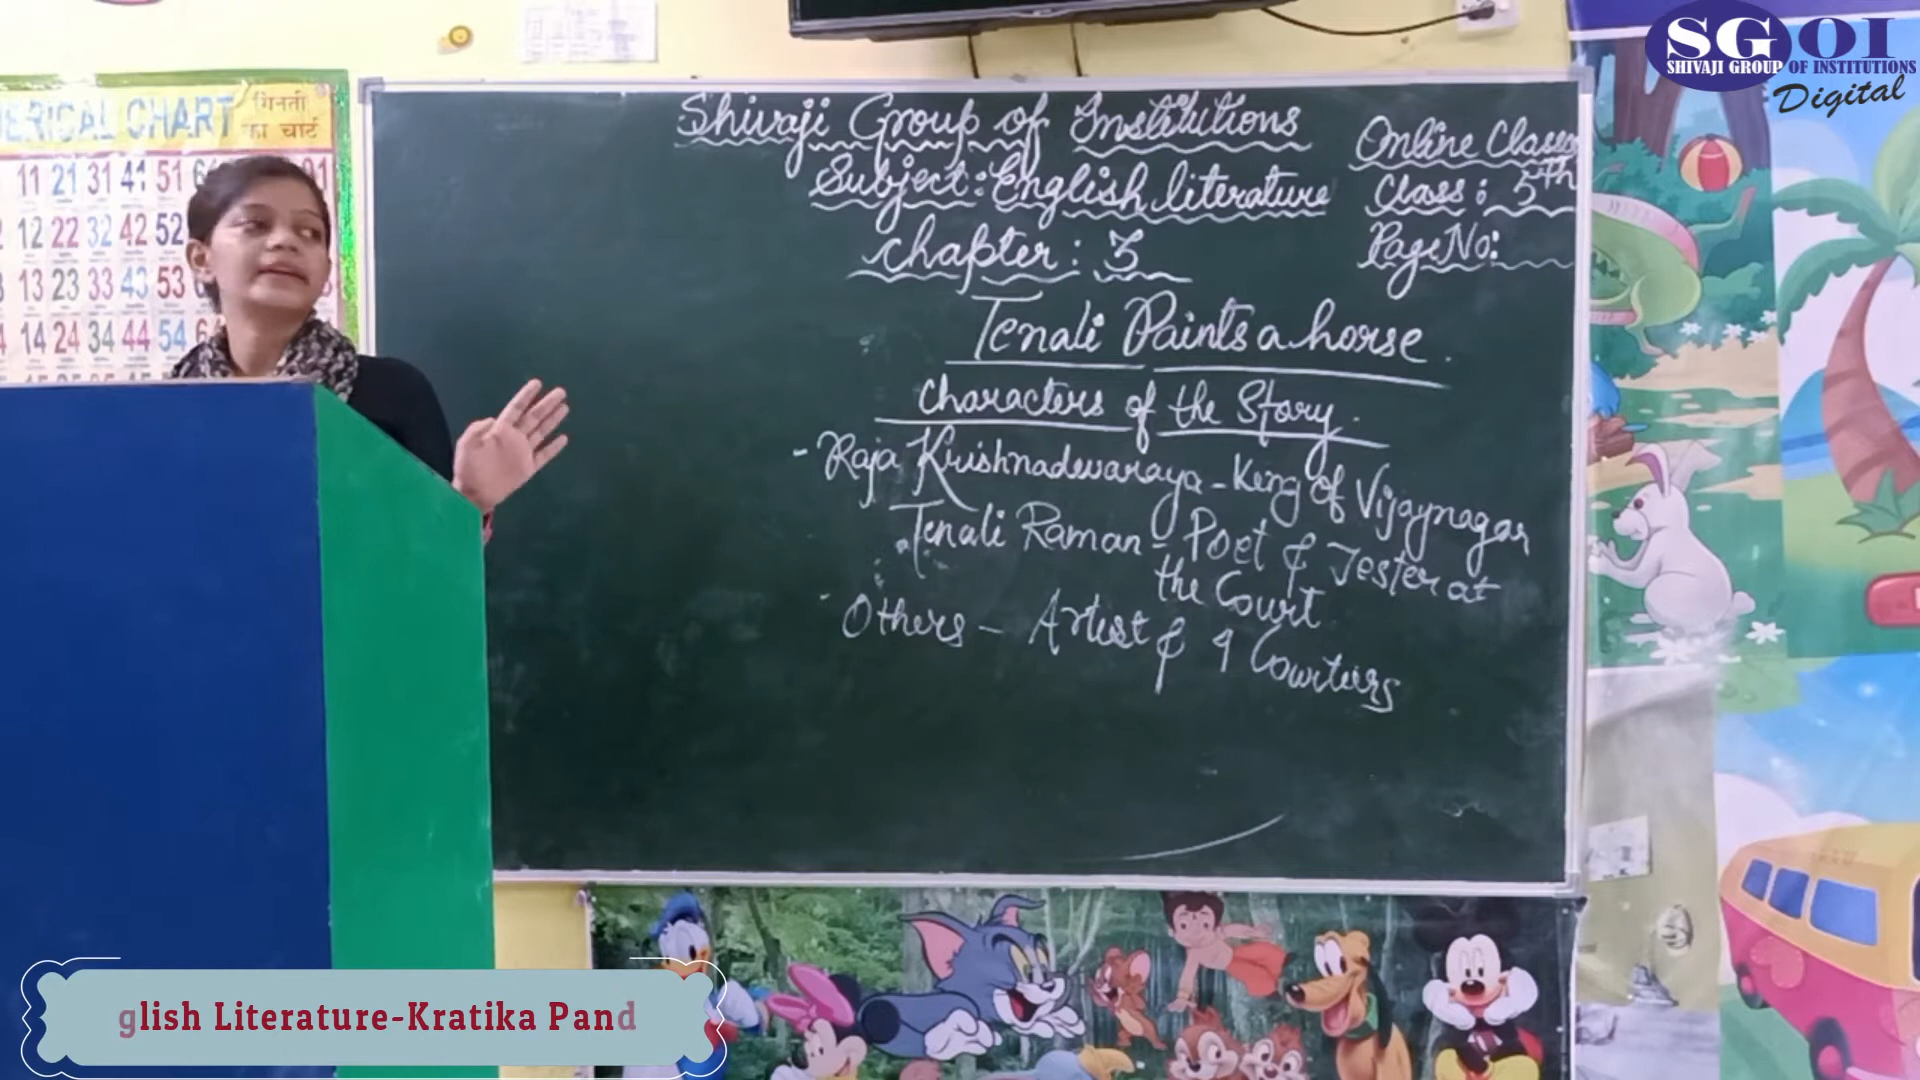 SGOI
SHIVAJI GROUP OF INSTITUTIONS
Digital
ERICAL CHART
गिनती
का चार्ट
11 21 31 41 51
12 22 32 42 52
13 23 33 43 53
14 24 34 44 54
Shivaji Group of Institutions
Online Classes
Subject: English literature
Class: 5th
Chapter: 3
Page No:
Tenali Paints a horse.
Characters of the Story.
- Raja Krishnadevaraya - King of Vijaynagar
Tenali Raman - Poet & Jester at
the Court
- Others - Artist & 9 Courtiers
glish Literature-Kratika Pand